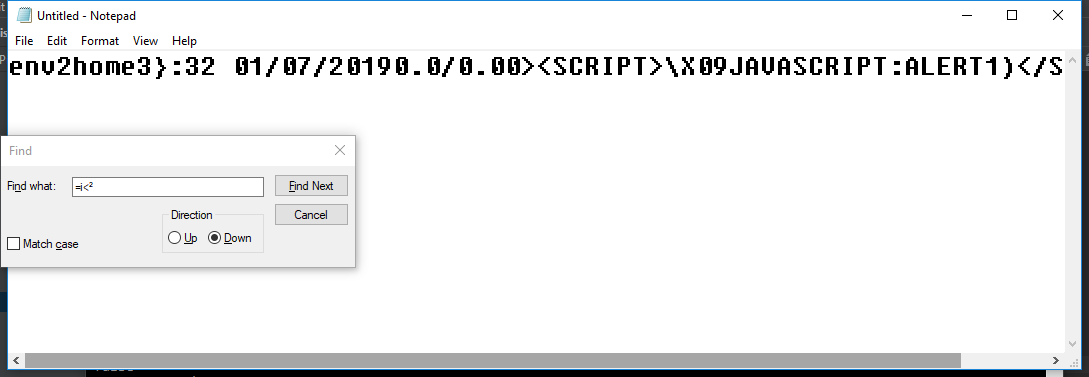 Untitled - Notepad
File Edit Format View Help
env2home3}:32 01/07/20190.0/0.00><SCRIPT>\X09JAVASCRIPT:ALERT1)</S
Find
Find what: =i<² Find Next
Direction Cancel
Match case Up Down